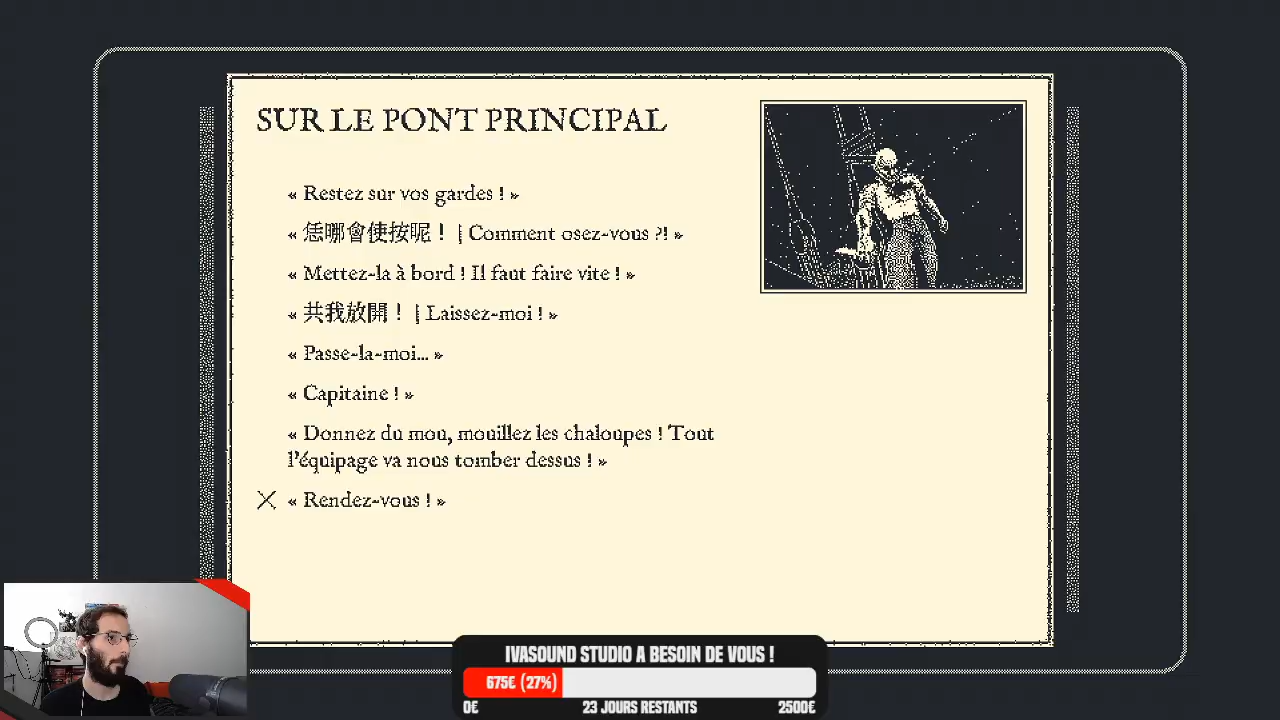 SUR LE PONT PRINCIPAL
« Restez sur vos gardes ! »
« 恁哪會使按呢！ | Comment osez-vous ?! »
« Mettez-la à bord ! Il faut faire vite ! »
« 共我放開！ | Laissez-moi ! »
« Passe-la-moi... »
« Capitaine ! »
« Donnez du mou, mouillez les chaloupes ! Tout
l'équipage va nous tomber dessus ! »
« Rendez-vous ! »
IVASOUND STUDIO A BESOIN DE VOUS !
675€ (27%)
0€ 23 JOURS RESTANTS 2500€